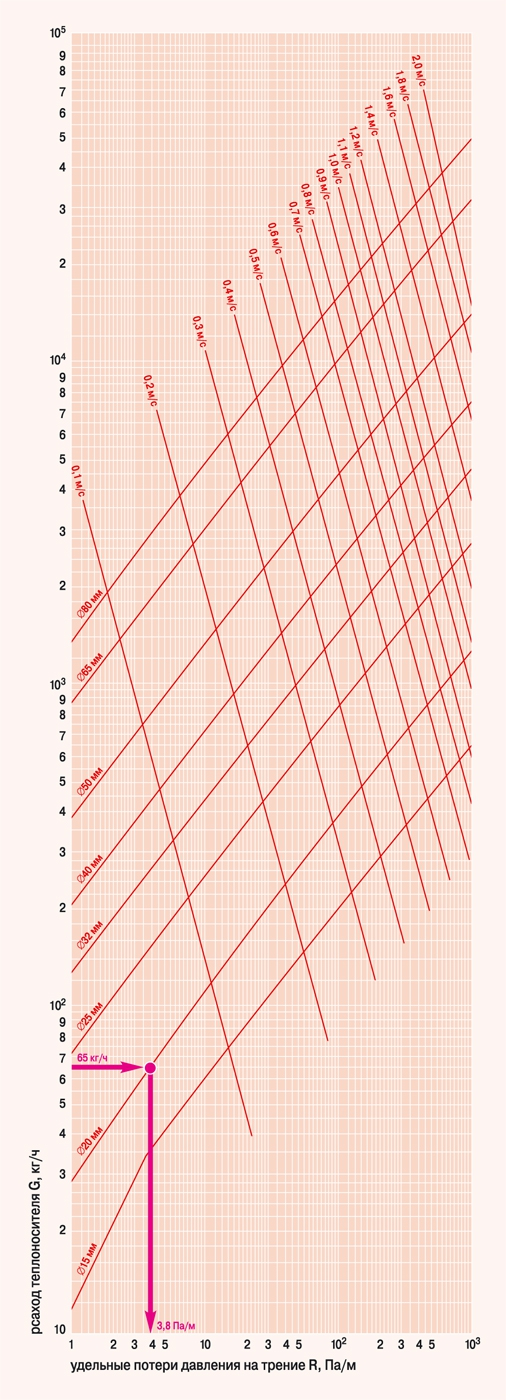 10⁵
9
8
7
6
5
4
3
2
10⁴
9
8
7
6
5
4
3
2
10³
9
8
7
6
5
4
3
2
10²
9
8
7
6
5
4
3
2
10
2,0 м/с
1,8 м/с
1,6 м/с
1,4 м/с
1,2 м/с
1,1 м/с
1,0 м/с
0,9 м/с
0,8 м/с
0,7 м/с
0,6 м/с
0,5 м/с
0,4 м/с
0,3 м/с
0,2 м/с
0,1 м/с
∅80 мм
∅65 мм
∅50 мм
∅40 мм
∅32 мм
∅25 мм
65 кг/ч
∅20 мм
∅15 мм
3,8 Па/м
рсаход теплоносителя G, кг/ч
1 2 3 4 5 10 2 3 4 5 10² 2 3 4 5 10³
удельные потери давления на трение R, Па/м